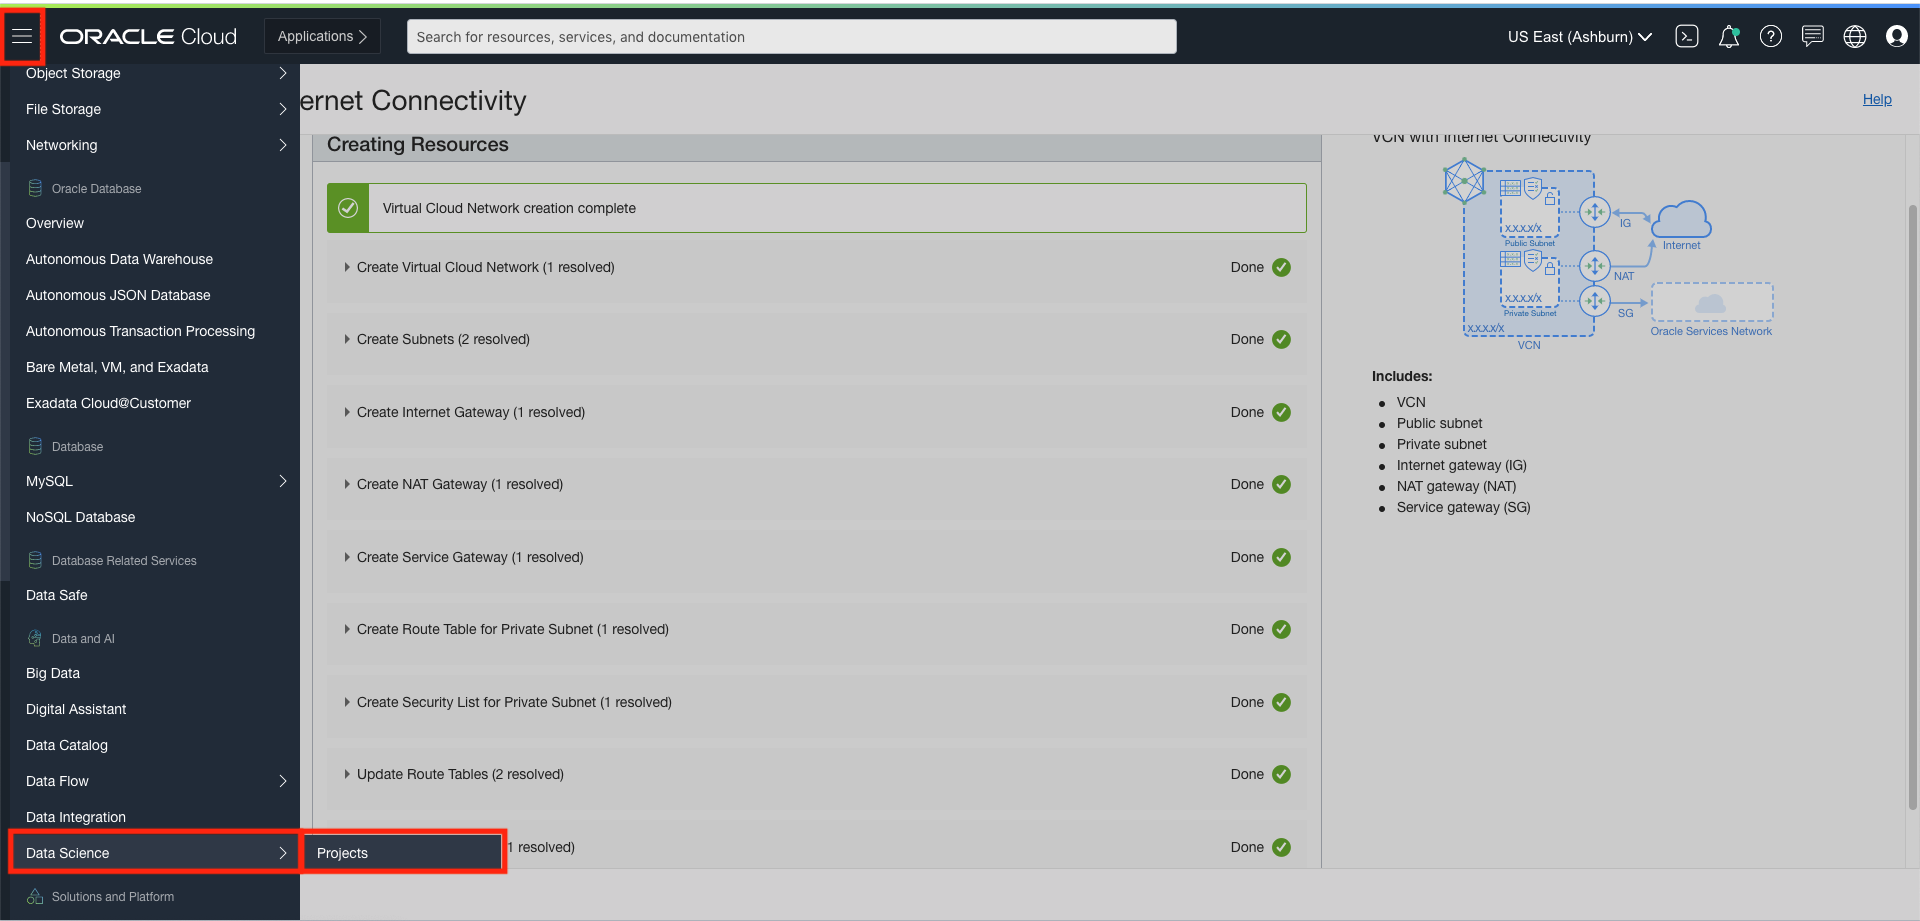 ORACLE Cloud
Applications
Search for resources, services, and documentation
US East (Ashburn)
Object Storage
File Storage
Networking
Oracle Database
Overview
Autonomous Data Warehouse
Autonomous JSON Database
Autonomous Transaction Processing
Bare Metal, VM, and Exadata
Exadata Cloud@Customer
Database
MySQL
NoSQL Database
Database Related Services
Data Safe
Data and AI
Big Data
Digital Assistant
Data Catalog
Data Flow
Data Integration
Data Science
Projects
Solutions and Platform
ernet Connectivity
Help
Creating Resources
Virtual Cloud Network creation complete
Create Virtual Cloud Network (1 resolved) Done
Create Subnets (2 resolved) Done
Create Internet Gateway (1 resolved) Done
Create NAT Gateway (1 resolved) Done
Create Service Gateway (1 resolved) Done
Create Route Table for Private Subnet (1 resolved) Done
Create Security List for Private Subnet (1 resolved) Done
Update Route Tables (2 resolved) Done
1 resolved) Done
VCN with Internet Connectivity
X.X.X.X/X
Public Subnet
IG
Internet
NAT
X.X.X.X/X
Private Subnet
SG
Oracle Services Network
X.X.X.X/X
VCN
Includes:
VCN
Public subnet
Private subnet
Internet gateway (IG)
NAT gateway (NAT)
Service gateway (SG)